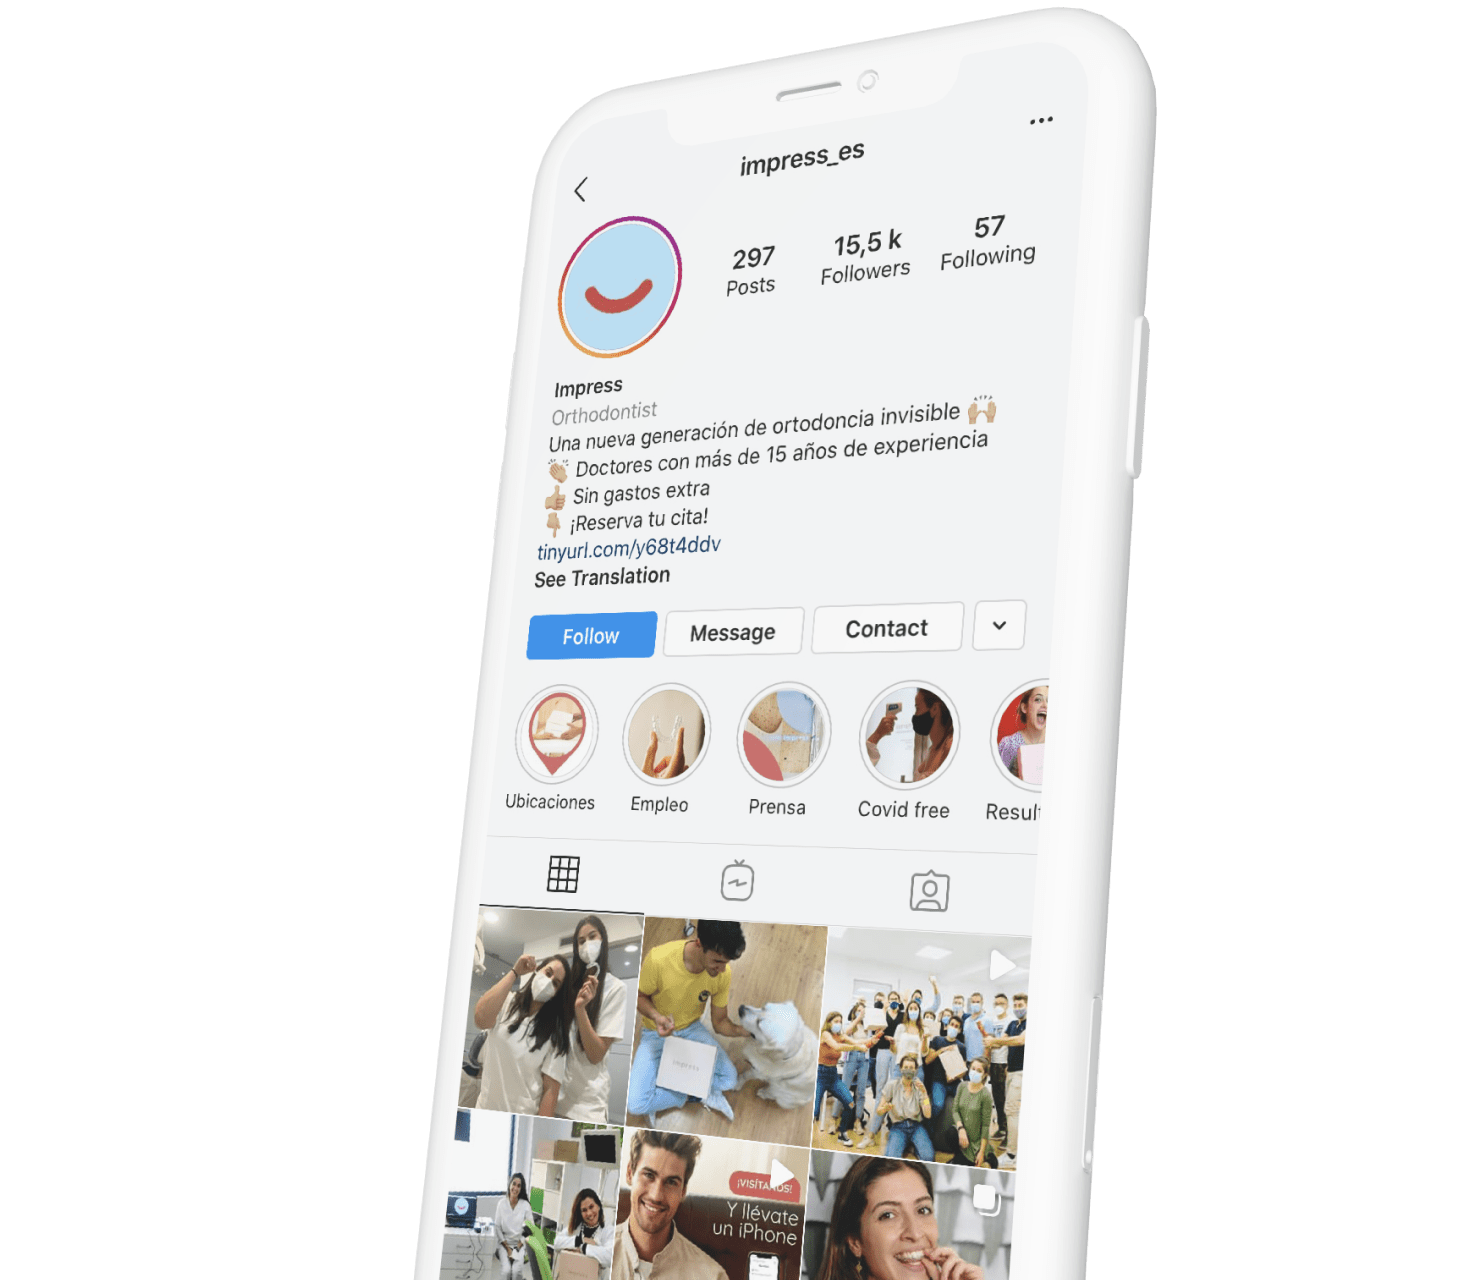 impress_es
297
Posts
15,5 k
Followers
57
Following
Impress
Orthodontist
Una nueva generación de ortodoncia invisible 🙌🏼
👏🏼 Doctores con más de 15 años de experiencia
👍🏼 Sin gastos extra
👇🏼 ¡Reserva tu cita!
tinyurl.com/y68t4ddv
See Translation
Follow
Message
Contact
Ubicaciones
Empleo
Prensa
Covid free
Result
impress
Y llévate
un iPhone